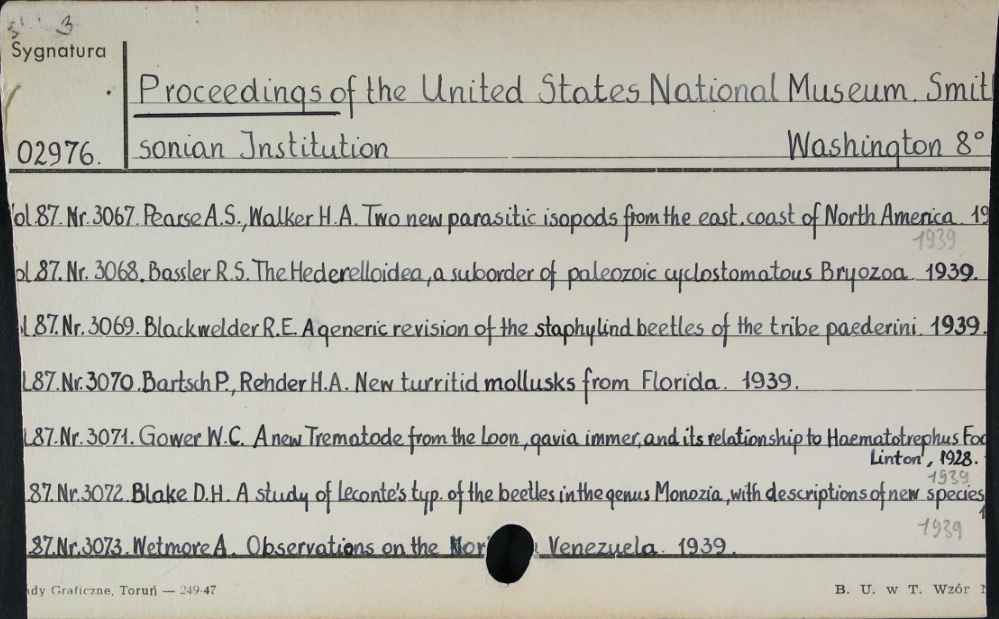 3
Sygnatura
Proceedings of the United States National Museum. Smit
02976. sonian Institution Washington 8°
ol 87. Nr. 3067. Pearse A.S., Walker H.A. Two new parasitic isopods from the east.coast of North America 19
1939
ol 87. Nr. 3068. Bassler R.S. The Hederelloidea, a suborder of paleozoic cyclostomatous Bryozoa 1939.
l 87. Nr. 3069. Blackwelder R.E. A generic revision of the staphylind beetles of the tribe paederini. 1939.
l 87. Nr. 3070. Bartsch P., Rehder H.A. New turritid mollusks from Florida. 1939.
l 87. Nr. 3071. Gower W.C. A new Trematode from the Loon, gavia immer, and its relationship to Haematotrephus Foc
Linton, 1928.
1939
87. Nr. 3072. Blake D.H. A study of leconte's typ. of the beetles in the genus Monozia, with descriptions of new species
1939
87. Nr. 3073. Wetmore A. Observations on the Nor Venezuela. 1939.
dy Graficzne, Toruń — 249-47 B. U. w T. Wzór